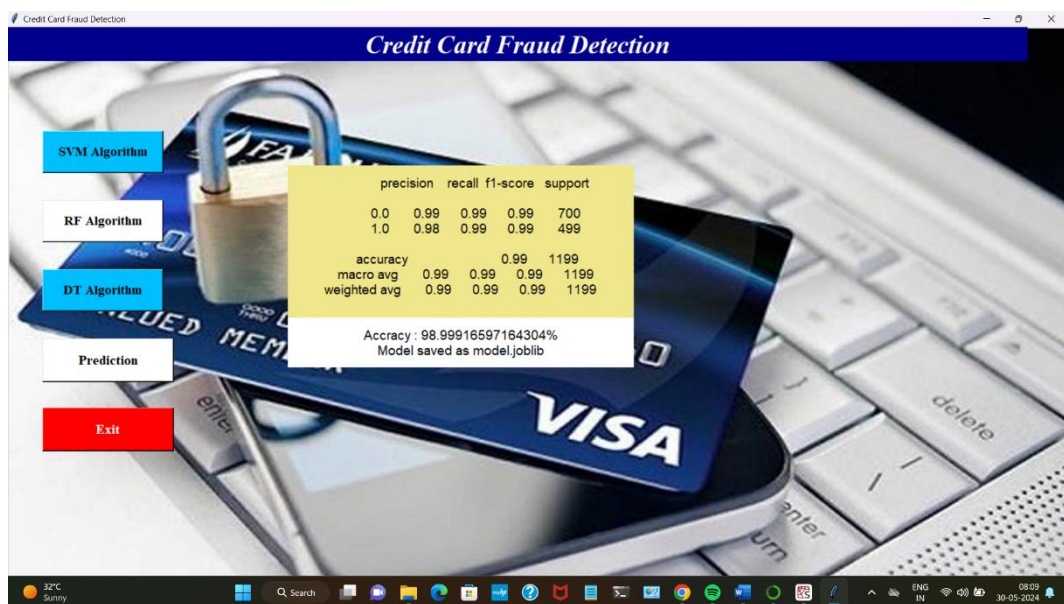 Credit Card Fraud Detection
Credit Card Fraud Detection
SVM Algorithm
RF Algorithm
DT Algorithm
Prediction
Exit
precision recall f1-score support
0.0 0.99 0.99 0.99 700
1.0 0.98 0.99 0.99 499
accuracy 0.99 1199
macro avg 0.99 0.99 0.99 1199
weighted avg 0.99 0.99 0.99 1199
Accracy : 98.99916597164304%
Model saved as model.joblib
VISA
delete
enter
enter
32°C
Sunny
Search
ENG
IN
08:09
30-05-2024